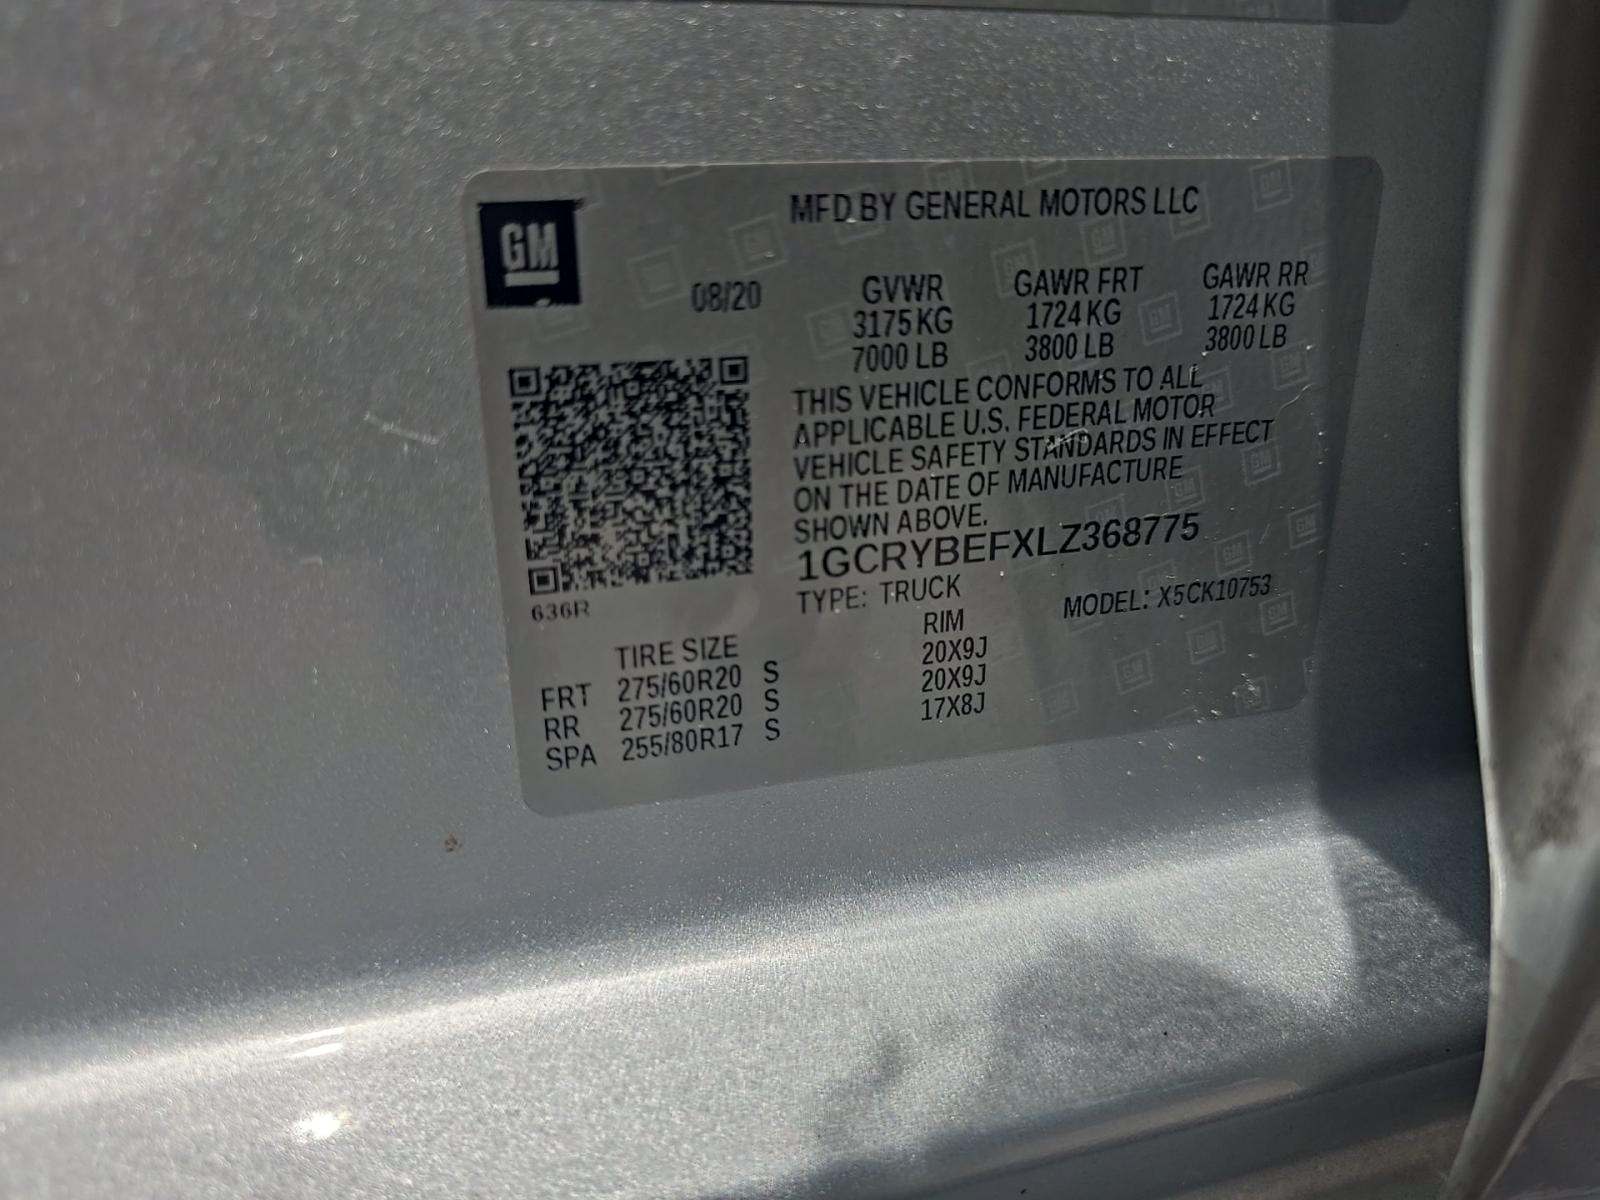 GM
MFD BY GENERAL MOTORS LLC
08/20
GVWR GAWR FRT GAWR RR
3175 KG 1724 KG 1724 KG
7000 LB 3800 LB 3800 LB
THIS VEHICLE CONFORMS TO ALL
APPLICABLE U.S. FEDERAL MOTOR
VEHICLE SAFETY STANDARDS IN EFFECT
ON THE DATE OF MANUFACTURE
SHOWN ABOVE.
1GCRYBEFXLZ368775
TYPE: TRUCK MODEL: X5CK10753
636R
TIRE SIZE RIM
FRT 275/60R20 S 20X9J
RR 275/60R20 S 20X9J
SPA 255/80R17 S 17X8J